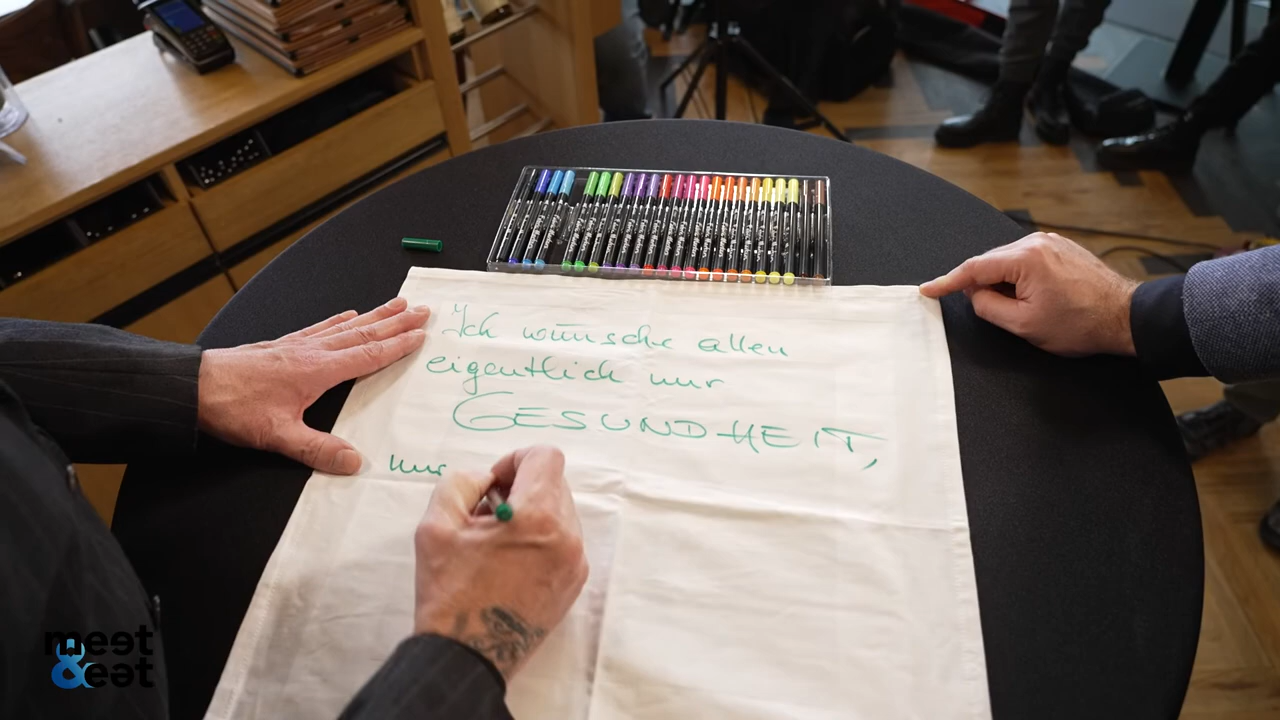 Ich wünsche allen
eigentlich nur
GESUNDHEIT,
nur
meet
&eat